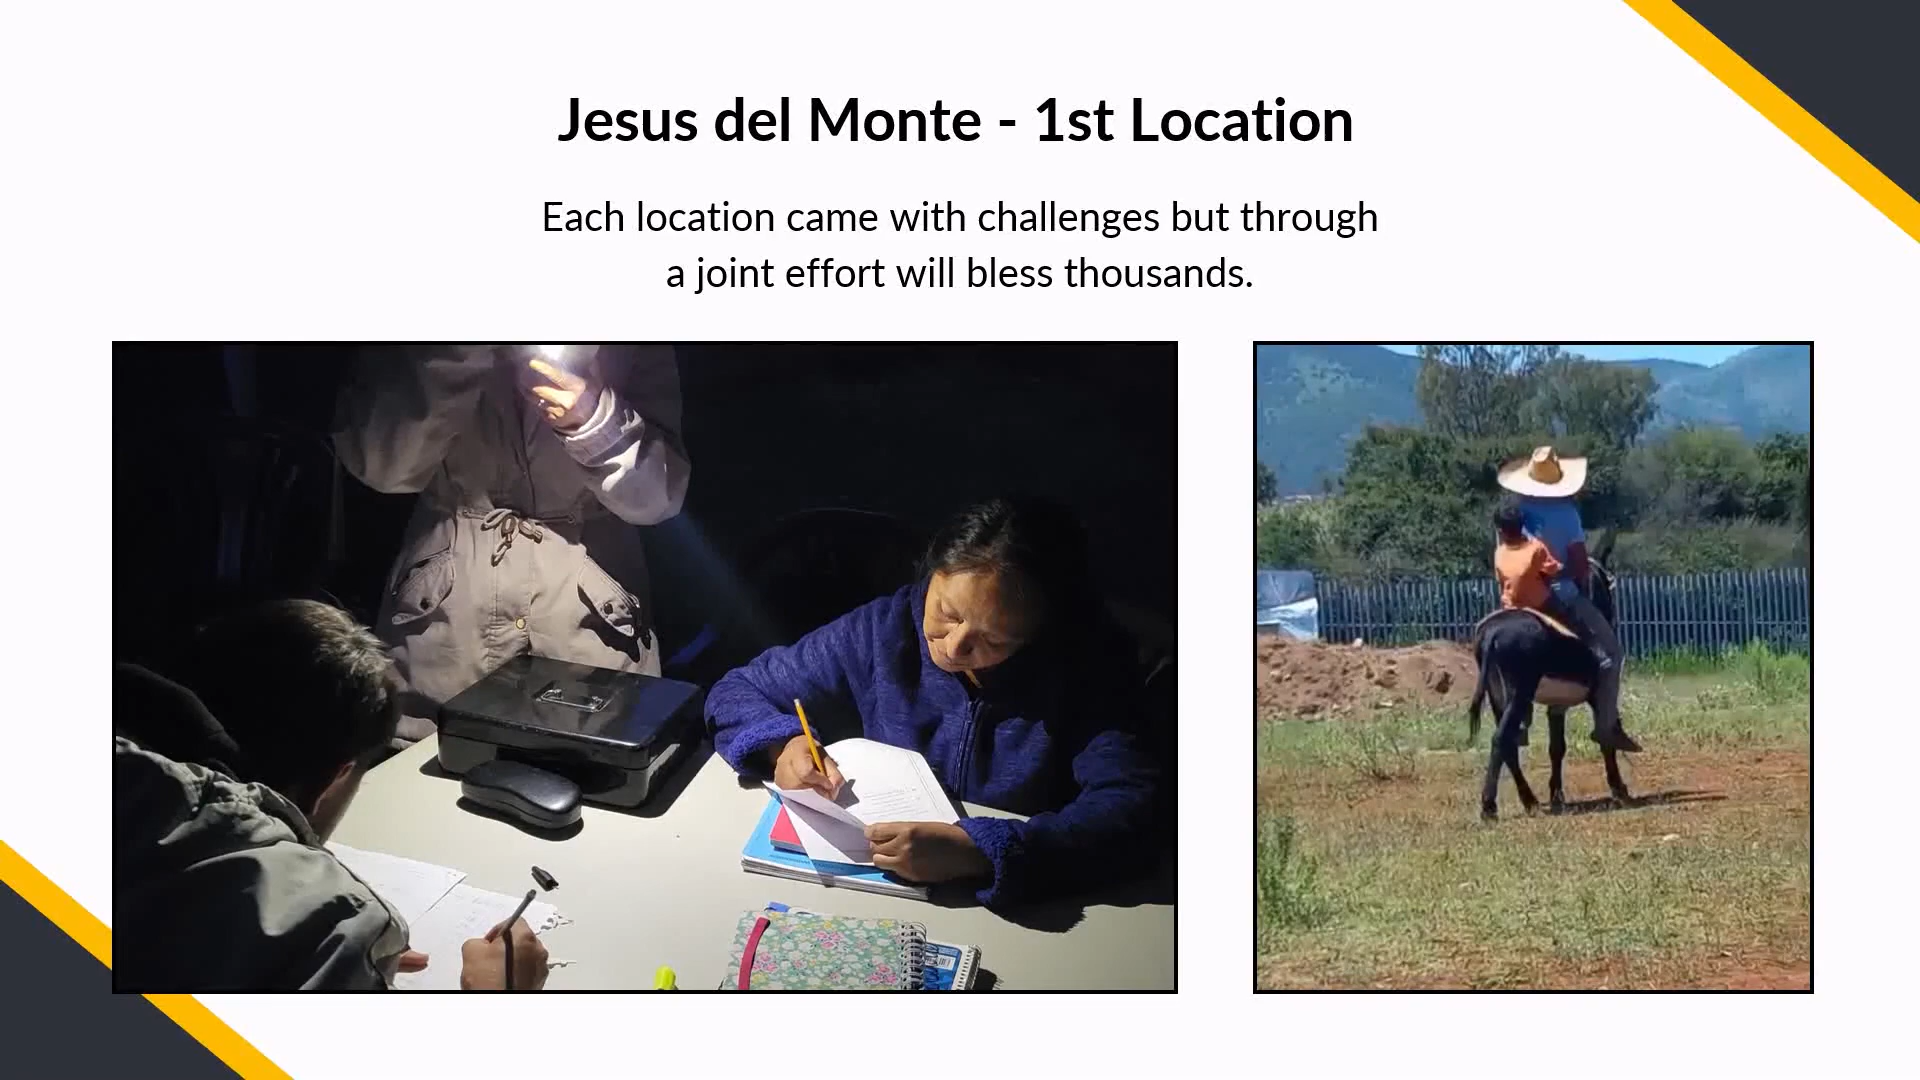 Jesus del Monte - 1st Location
Each location came with challenges but through
a joint effort will bless thousands.